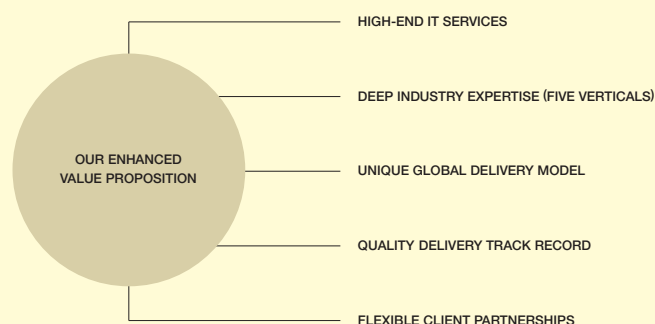 HIGH-END IT SERVICES
DEEP INDUSTRY EXPERTISE (FIVE VERTICALS)
OUR ENHANCED
VALUE PROPOSITION
UNIQUE GLOBAL DELIVERY MODEL
QUALITY DELIVERY TRACK RECORD
FLEXIBLE CLIENT PARTNERSHIPS